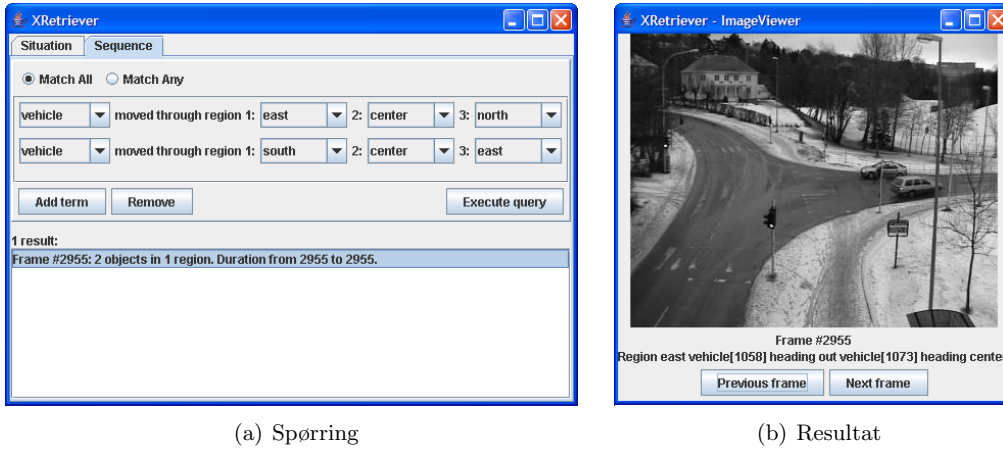 XRetriever
Situation Sequence
Match All Match Any
vehicle moved through region 1: east 2: center 3: north
vehicle moved through region 1: south 2: center 3: east
Add term Remove Execute query
1 result:
Frame #2955: 2 objects in 1 region. Duration from 2955 to 2955.
(a) Spørring
XRetriever - ImageViewer
Frame #2955
Region east vehicle[1058] heading out vehicle[1073] heading cente
Previous frame Next frame
(b) Resultat